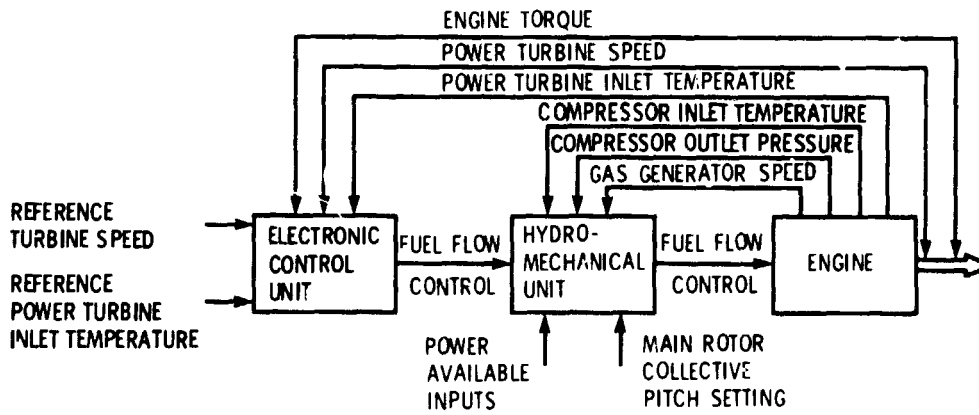 ENGINE TORQUE
POWER TURBINE SPEED
POWER TURBINE INLET TEMPERATURE
COMPRESSOR INLET TEMPERATURE
COMPRESSOR OUTLET PRESSURE
GAS GENERATOR SPEED
REFERENCE
TURBINE SPEED
REFERENCE
POWER TURBINE
INLET TEMPERATURE
ELECTRONIC
CONTROL
UNIT
FUEL FLOW
CONTROL
HYDRO-
MECHANICAL
UNIT
FUEL FLOW
CONTROL
ENGINE
POWER
AVAILABLE
INPUTS
MAIN ROTOR
COLLECTIVE
PITCH SETTING